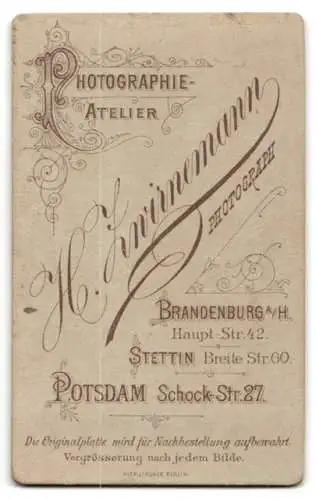 PHOTOGRAPHIE-
ATELIER
H. Zwirnemann
PHOTOGRAPH
BRANDENBURG A/H.
Haupt-Str. 42.
STETTIN Breite Str. 60.
POTSDAM Schock-Str. 27.
Die Originalplatte wird für Nachbestellung aufbewahrt.
Vergrösserung nach jedem Bilde.